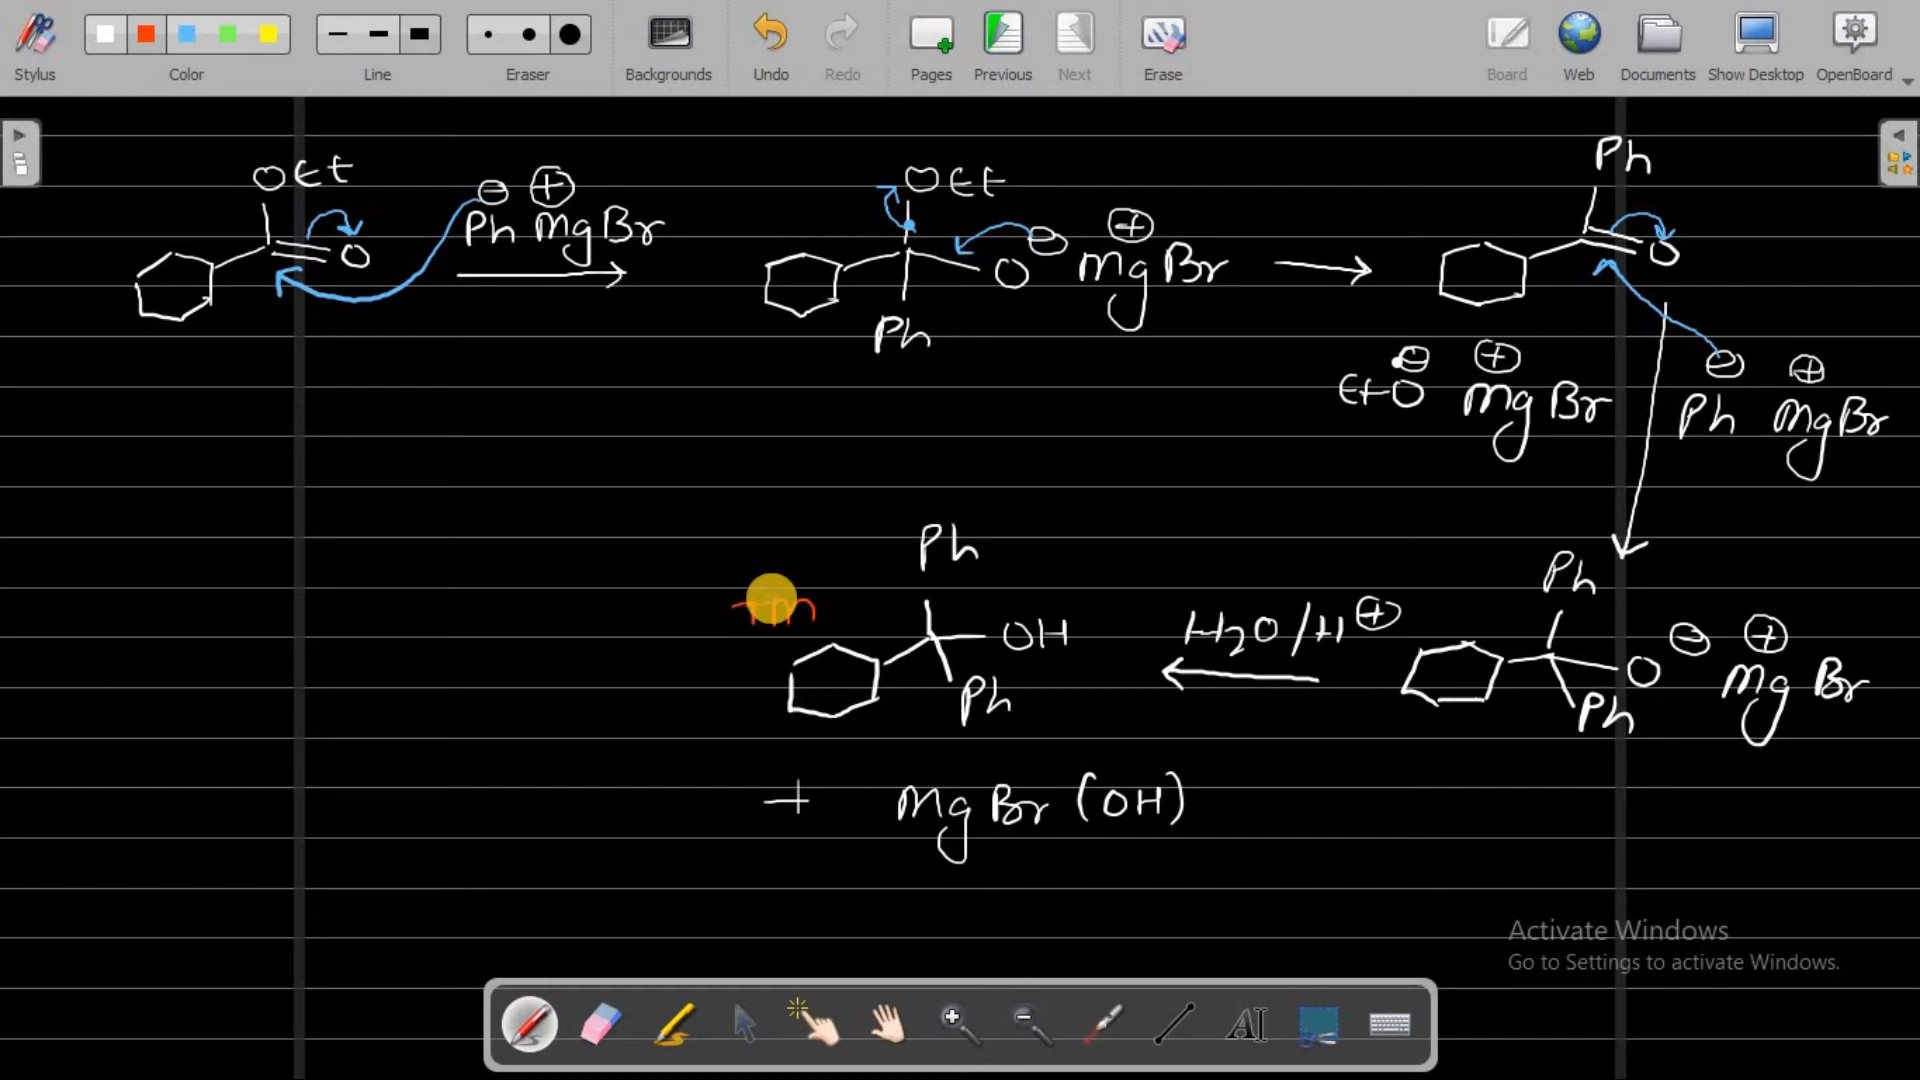 Stylus Color Line Eraser Backgrounds Undo Redo Pages Previous Next Erase Board Web Documents Show Desktop OpenBoard
OEt
O
⊖ ⊕
Ph MgBr
OEt
O ⊖ ⊕
MgBr
Ph
Ph
O
⊖ ⊕
EtO MgBr
⊖ ⊕
Ph MgBr
Ph
OH
Ph
H2O/H⊕
Ph
O ⊖ ⊕
MgBr
Ph
+ MgBr(OH)
Activate Windows
Go to Settings to activate Windows.